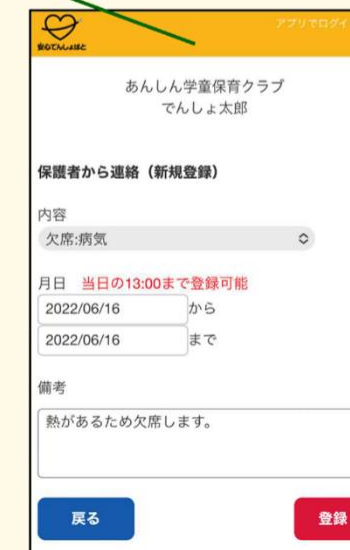 アプリでログイ
安心でんしょばと
あんしん学童保育クラブ
でんしょ太郎
保護者から連絡（新規登録）
内容
欠席:病気
月日 当日の13:00まで登録可能
2022/06/16 から
2022/06/16 まで
備考
熱があるため欠席します。
戻る 登録